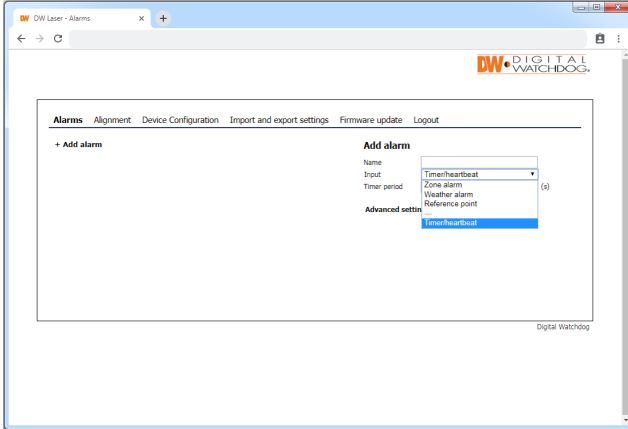 DW DW Laser - Alarms
DW DIGITAL
WATCHDOG®
Alarms Alignment Device Configuration Import and export settings Firmware update Logout
+ Add alarm
Add alarm
Name
Input Timer/heartbeat
Timer period (s)
Zone alarm
Weather alarm
Reference point
---
Timer/heartbeat
Advanced settin
Digital Watchdog